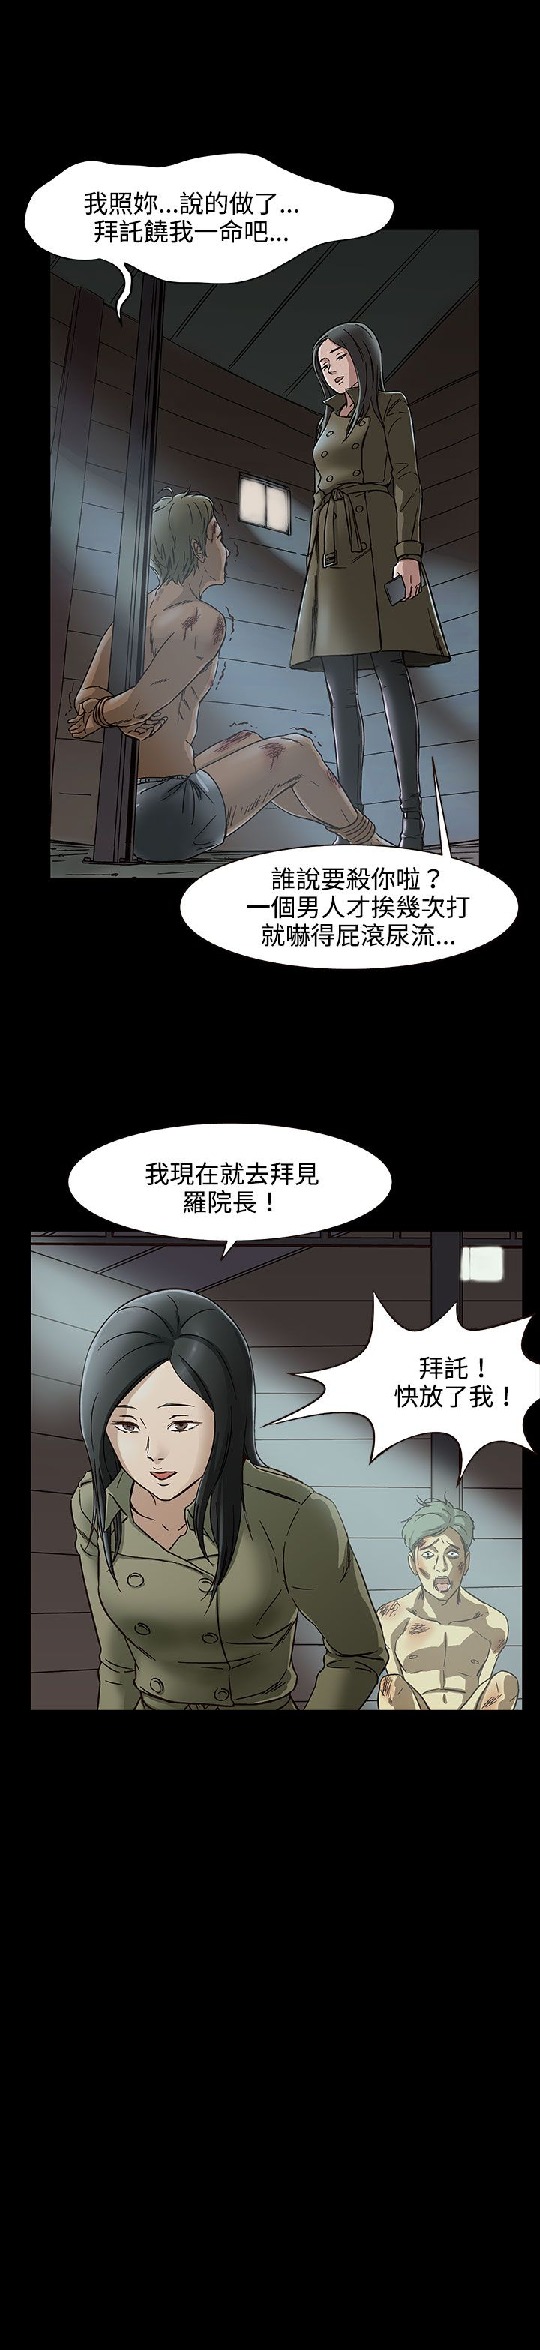 我照妳...說的做了...
拜託饒我一命吧...
誰說要殺你啦？
一個男人才挨幾次打
就嚇得屁滾尿流...
我現在就去拜見
羅院長！
拜託！
快放了我！